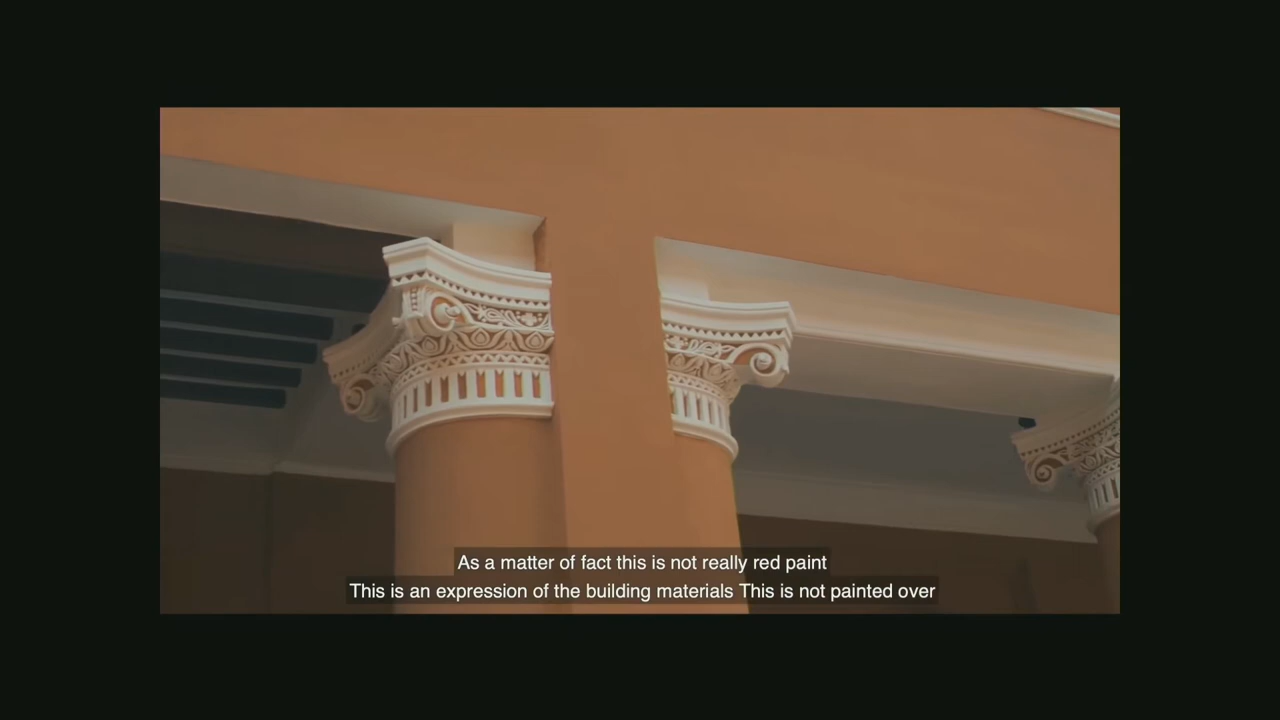 As a matter of fact this is not really red paint
This is an expression of the building materials This is not painted over